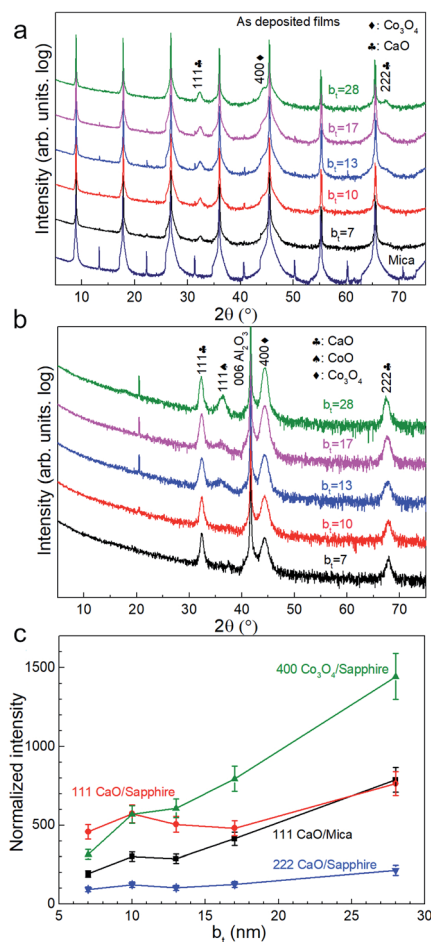 a
As deposited films
♦: Co₃O₄
♣: CaO
111♣
400♦
222♣
bₜ=28
bₜ=17
bₜ=13
bₜ=10
bₜ=7
Mica
Intensity (arb. units. log)
10 20 30 40 50 60 70
2θ (°)
b
111♣
111♠
006 Al₂O₃
400♦
♣: CaO
♠: CoO
♦: Co₃O₄
222♣
bₜ=28
bₜ=17
bₜ=13
bₜ=10
bₜ=7
Intensity (arb. units. log)
10 20 30 40 50 60 70
2θ (°)
c
1500
1000
500
0
Normalized intensity
400 Co₃O₄/Sapphire
111 CaO/Sapphire
111 CaO/Mica
222 CaO/Sapphire
5 10 15 20 25 30
bₜ (nm)